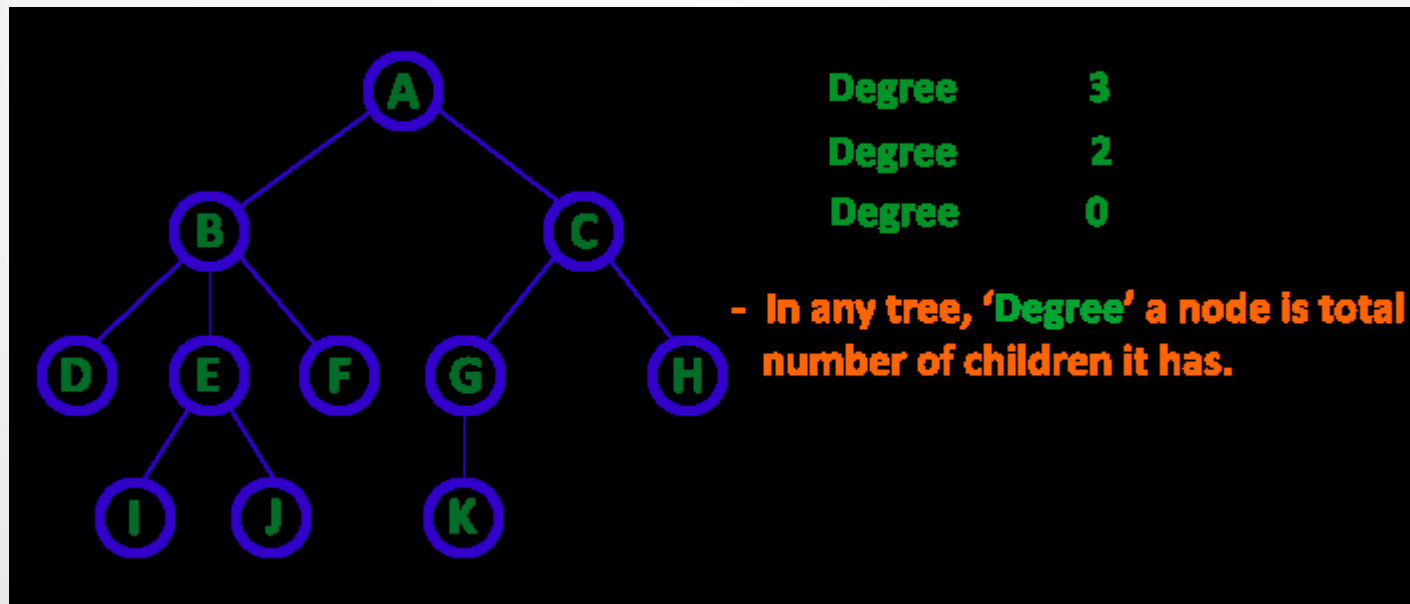 A
B
C
D
E
F
G
H
I
J
K
Degree 3
Degree 2
Degree 0
- In any tree, ‘Degree’ a node is total
number of children it has.